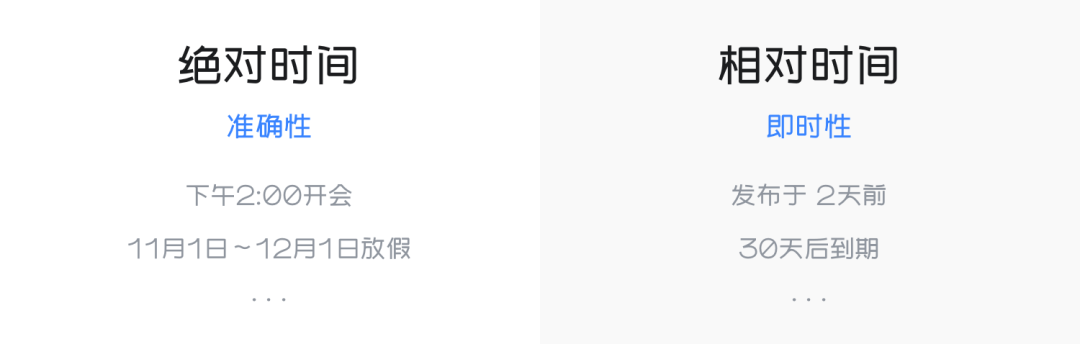 绝对时间
准确性
下午2:00开会
11月1日～12月1日放假
...
相对时间
即时性
发布于 2天前
30天后到期
...